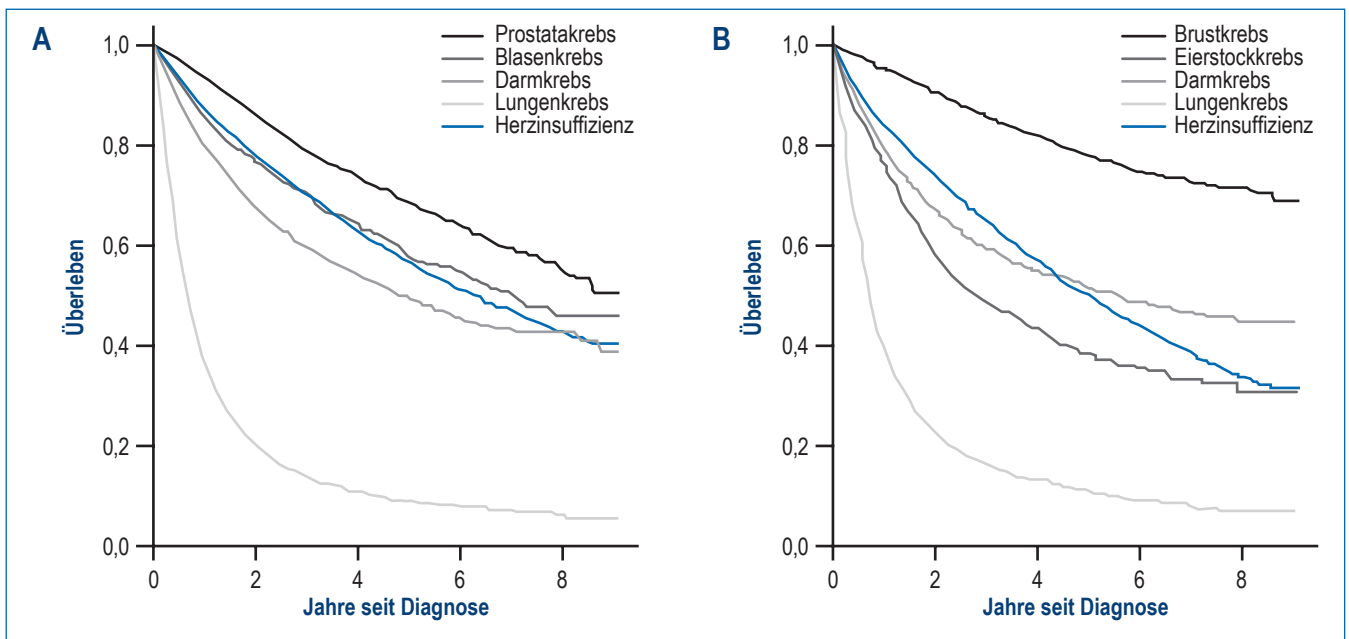 A
1,0
0,8
0,6
0,4
0,2
0,0
Überleben
Prostatakrebs
Blasenkrebs
Darmkrebs
Lungenkrebs
Herzinsuffizienz
0 2 4 6 8
Jahre seit Diagnose
B
1,0
0,8
0,6
0,4
0,2
0,0
Überleben
Brustkrebs
Eierstockkrebs
Darmkrebs
Lungenkrebs
Herzinsuffizienz
0 2 4 6 8
Jahre seit Diagnose